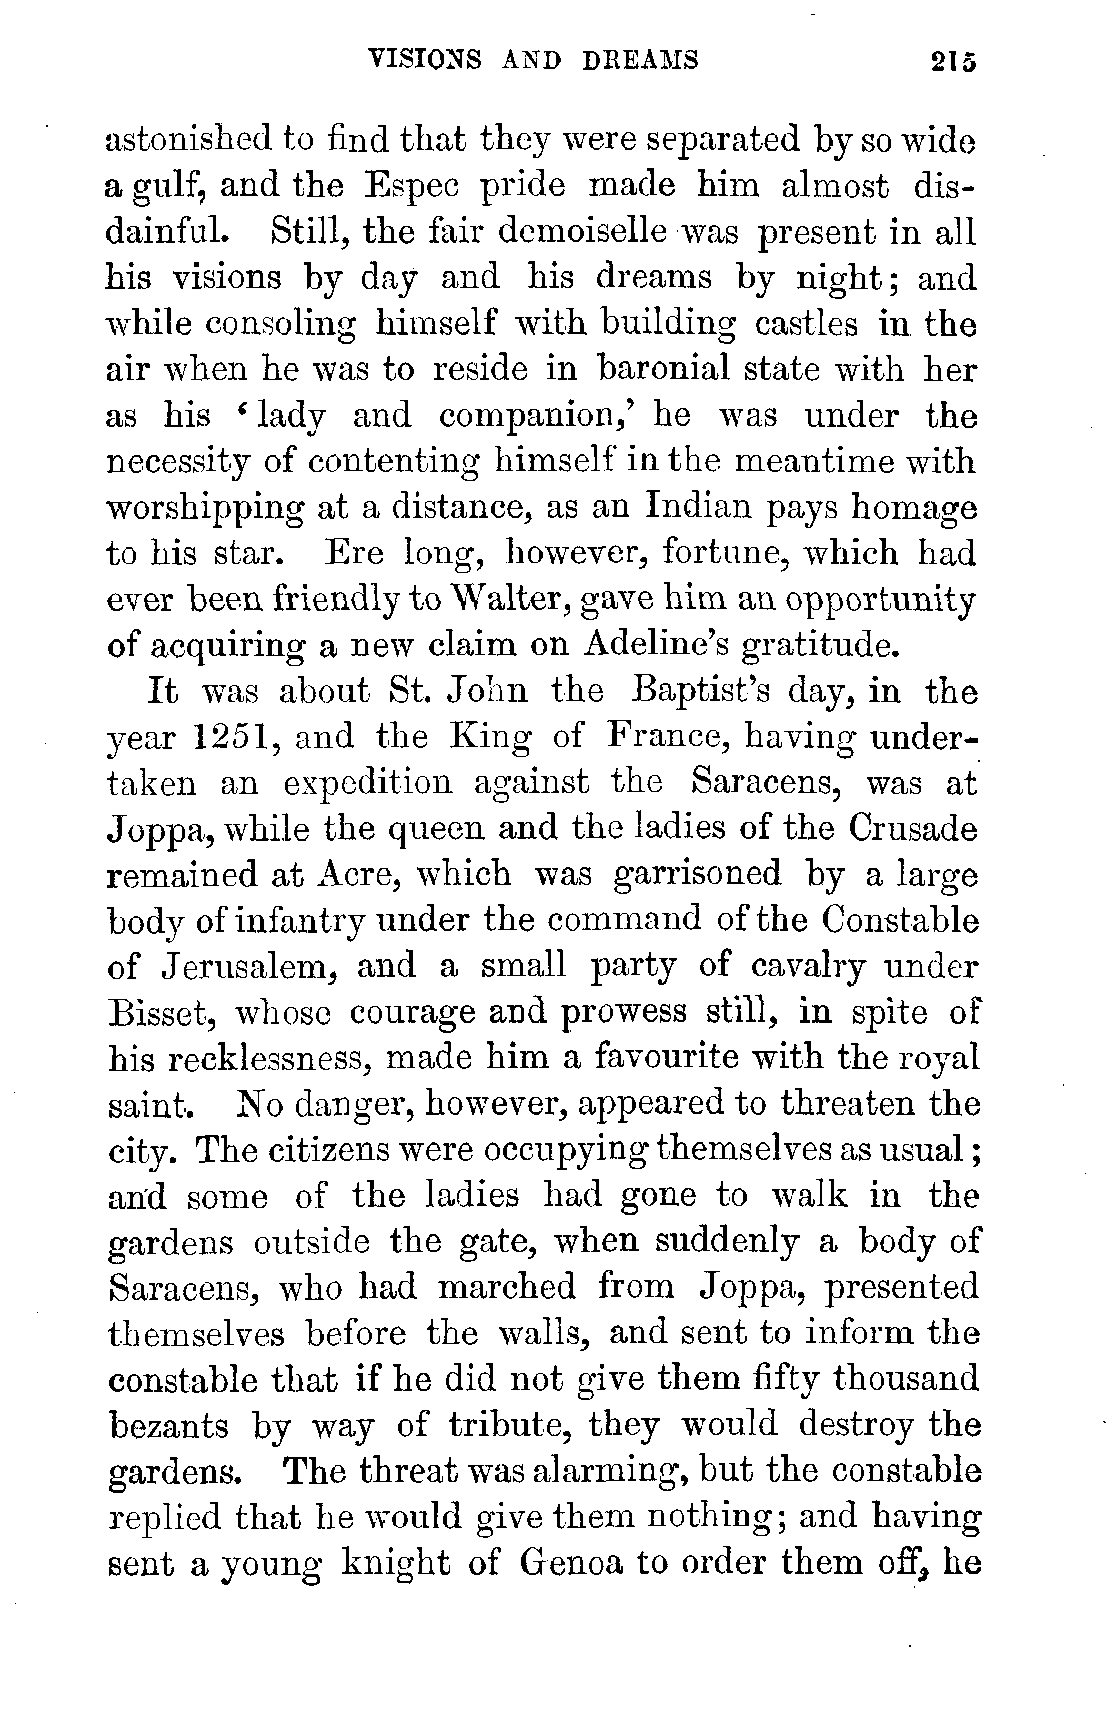 VISIONS AND DREAMS 215
astonished to find that they were separated by so wide
a gulf, and the Espec pride made him almost dis-
dainful. Still, the fair demoiselle was present in all
his visions by day and his dreams by night; and
while consoling himself with building castles in the
air when he was to reside in baronial state with her
as his ‘lady and companion,’ he was under the
necessity of contenting himself in the meantime with
worshipping at a distance, as an Indian pays homage
to his star. Ere long, however, fortune, which had
ever been friendly to Walter, gave him an opportunity
of acquiring a new claim on Adeline’s gratitude.
It was about St. John the Baptist’s day, in the
year 1251, and the King of France, having under-
taken an expedition against the Saracens, was at
Joppa, while the queen and the ladies of the Crusade
remained at Acre, which was garrisoned by a large
body of infantry under the command of the Constable
of Jerusalem, and a small party of cavalry under
Bisset, whose courage and prowess still, in spite of
his recklessness, made him a favourite with the royal
saint. No danger, however, appeared to threaten the
city. The citizens were occupying themselves as usual;
and some of the ladies had gone to walk in the
gardens outside the gate, when suddenly a body of
Saracens, who had marched from Joppa, presented
themselves before the walls, and sent to inform the
constable that if he did not give them fifty thousand
bezants by way of tribute, they would destroy the
gardens. The threat was alarming, but the constable
replied that he would give them nothing; and having
sent a young knight of Genoa to order them off, he